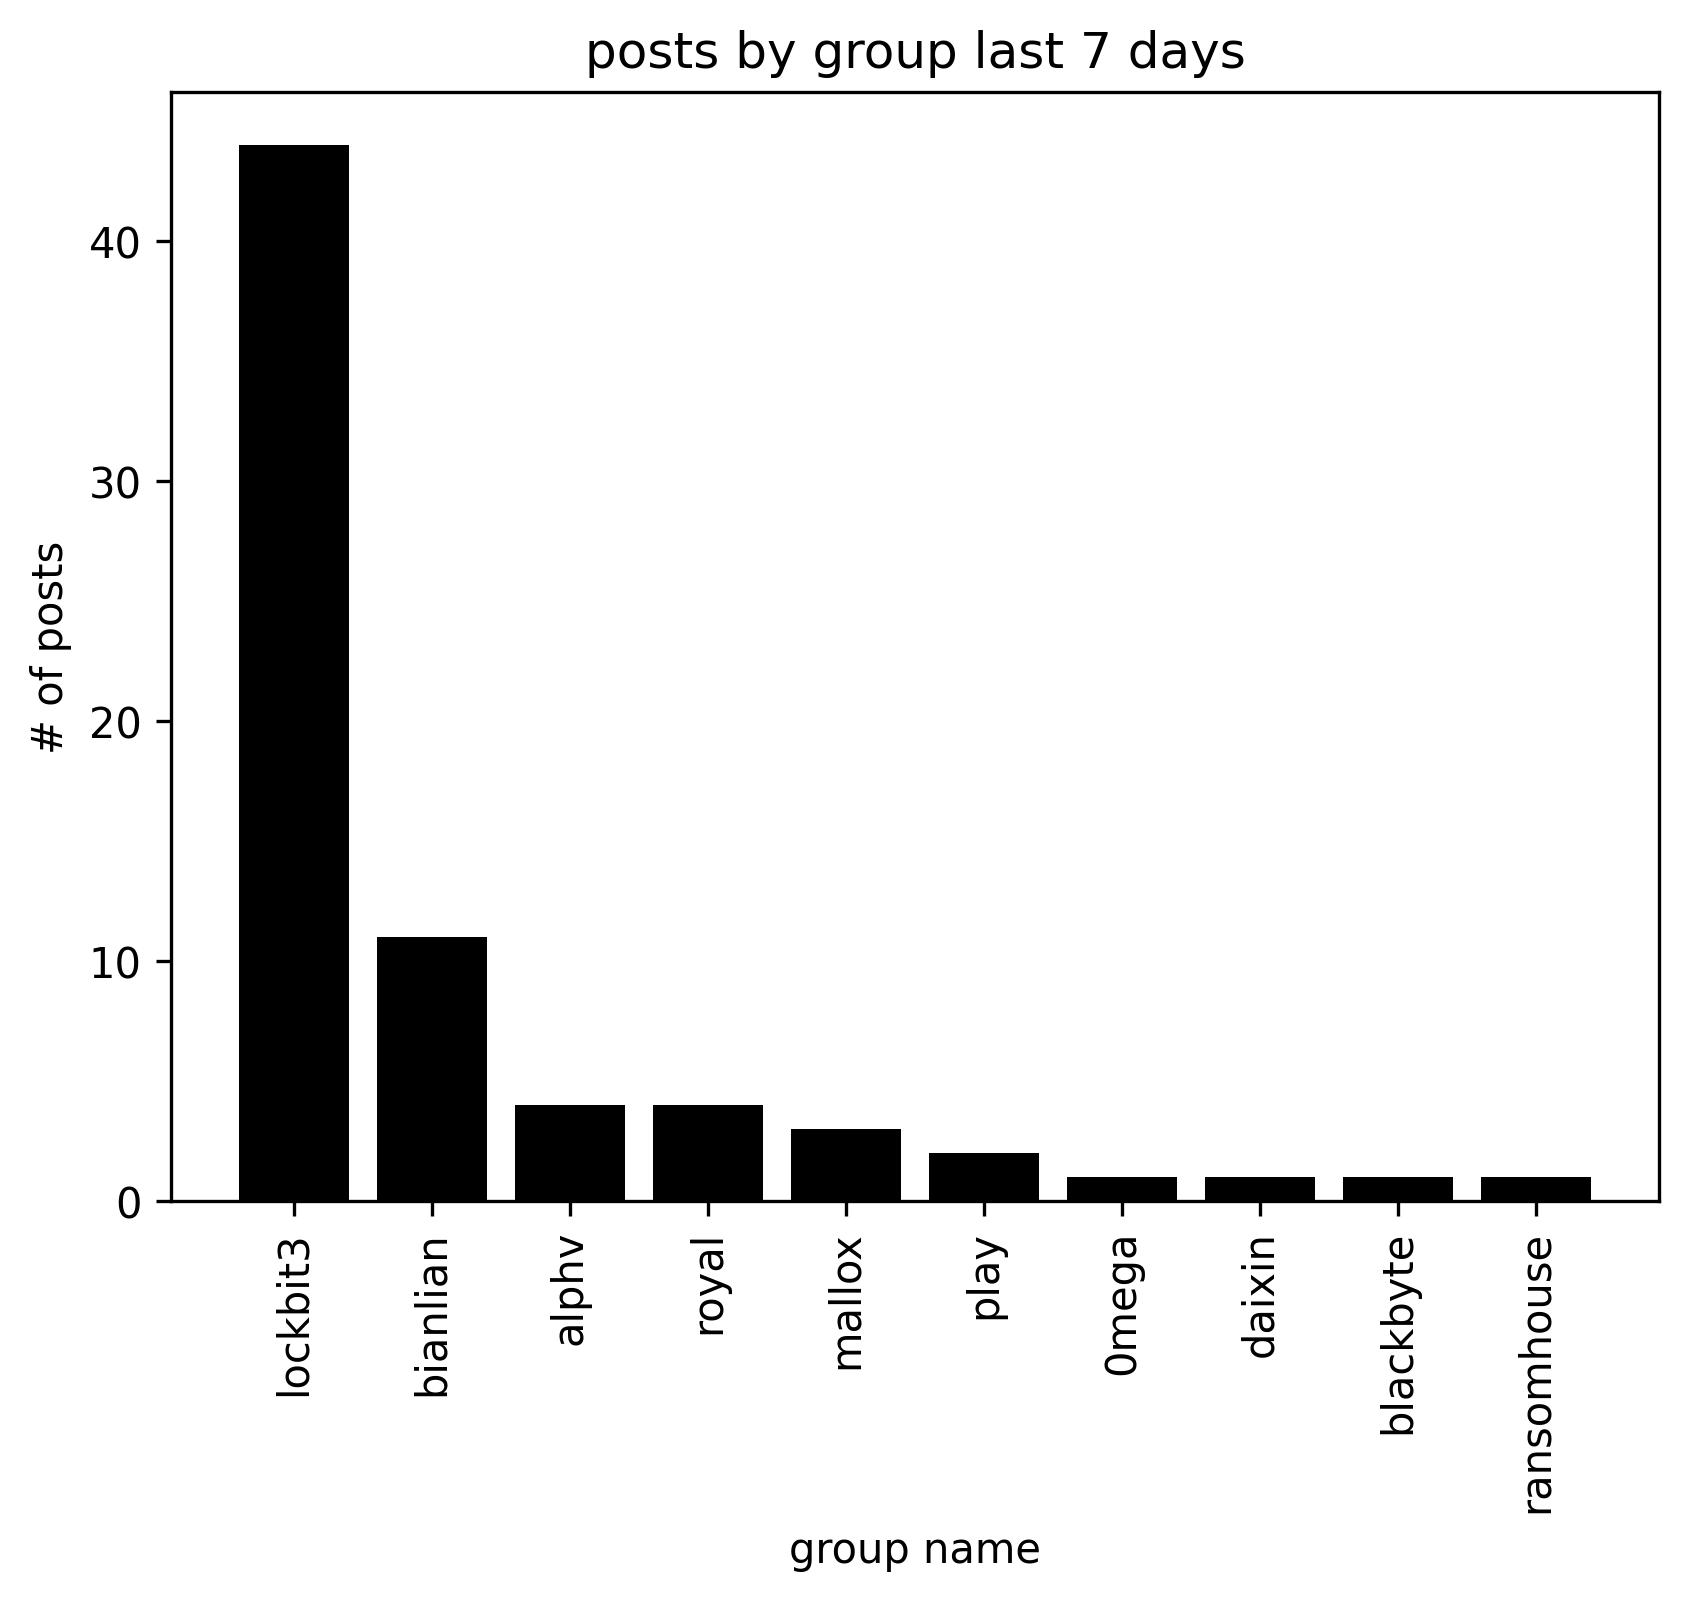 posts by group last 7 days
# of posts
40
30
20
10
0
lockbit3
bianlian
alphv
royal
mallox
play
0mega
daixin
blackbyte
ransomhouse
group name